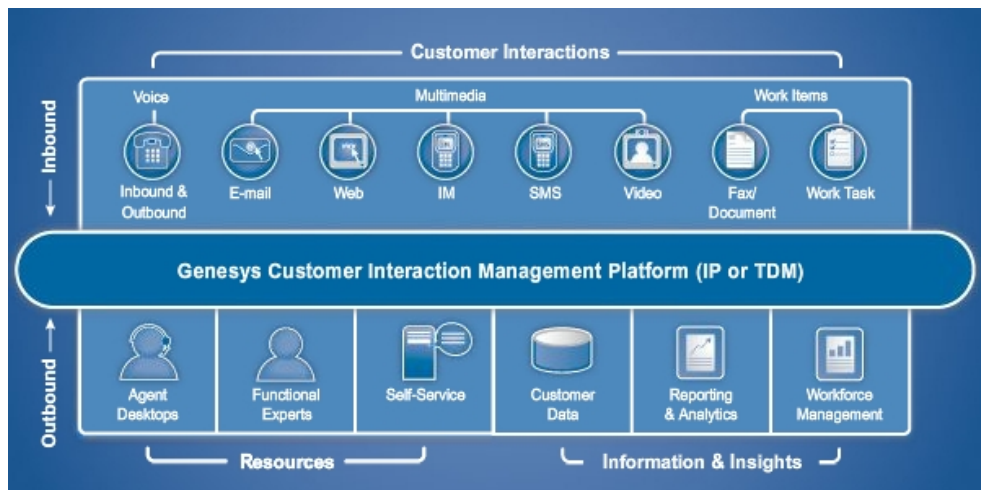 Customer Interactions
Inbound
Voice
Multimedia
Work Items
Inbound &
Outbound
E-mail
Web
IM
SMS
Video
Fax/
Document
Work Task
Genesys Customer Interaction Management Platform (IP or TDM)
Outbound
Agent
Desktops
Functional
Experts
Self-Service
Customer
Data
Reporting
& Analytics
Workforce
Management
Resources
Information & Insights